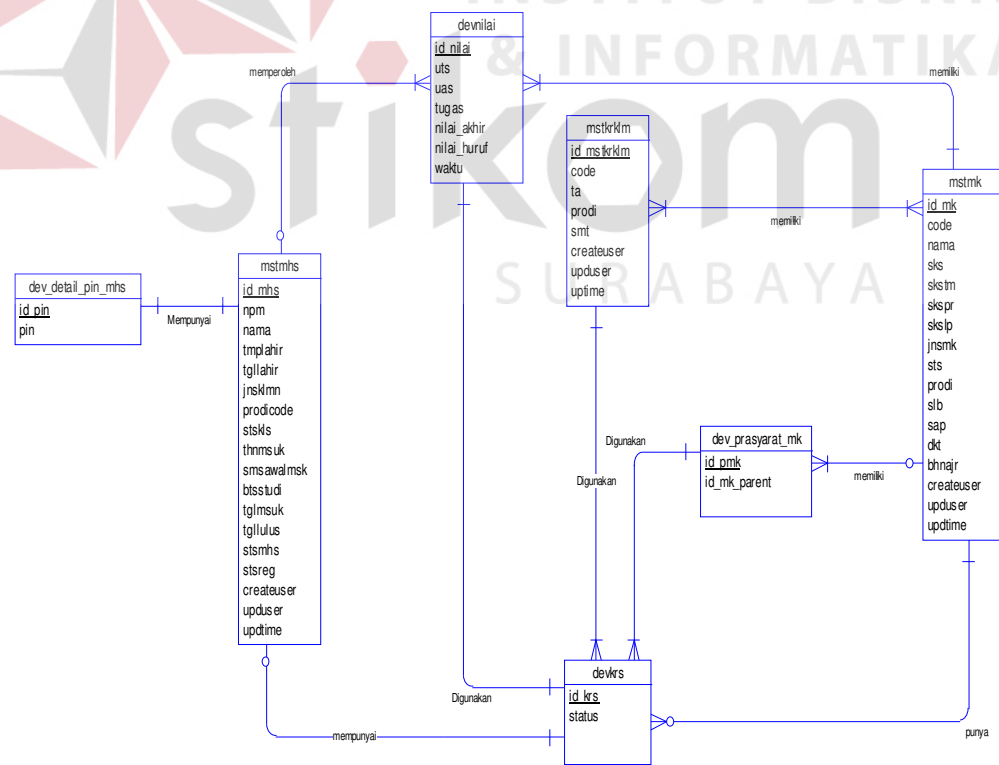 INSTITUT BISNIS
& INFORMATIKA
stikom
SURABAYA
devnilai
id_nilai
uts
uas
tugas
nilai_akhir
nilai_huruf
waktu
memperoleh
memiliki
mstkrklm
id_mstkrklm
code
ta
prodi
smt
createuser
upduser
uptime
memiliki
mstmk
id_mk
code
nama
sks
skstm
skspr
skslp
jnsmk
sts
prodi
slb
sap
dkt
bhnajr
createuser
upduser
updtime
dev_detail_pin_mhs
id_pin
pin
Mempunyai
mstmhs
id_mhs
npm
nama
tmplahir
tgllahir
jnsklmn
prodicode
stskls
thnmsuk
smsawalmsk
btsstudi
tglmsuk
tgllulus
stsmhs
stsreg
createuser
upduser
updtime
Digunakan
Digunakan
dev_prasyarat_mk
id_pmk
id_mk_parent
memiliki
devkrs
id_krs
status
Digunakan
mempunyai
punya